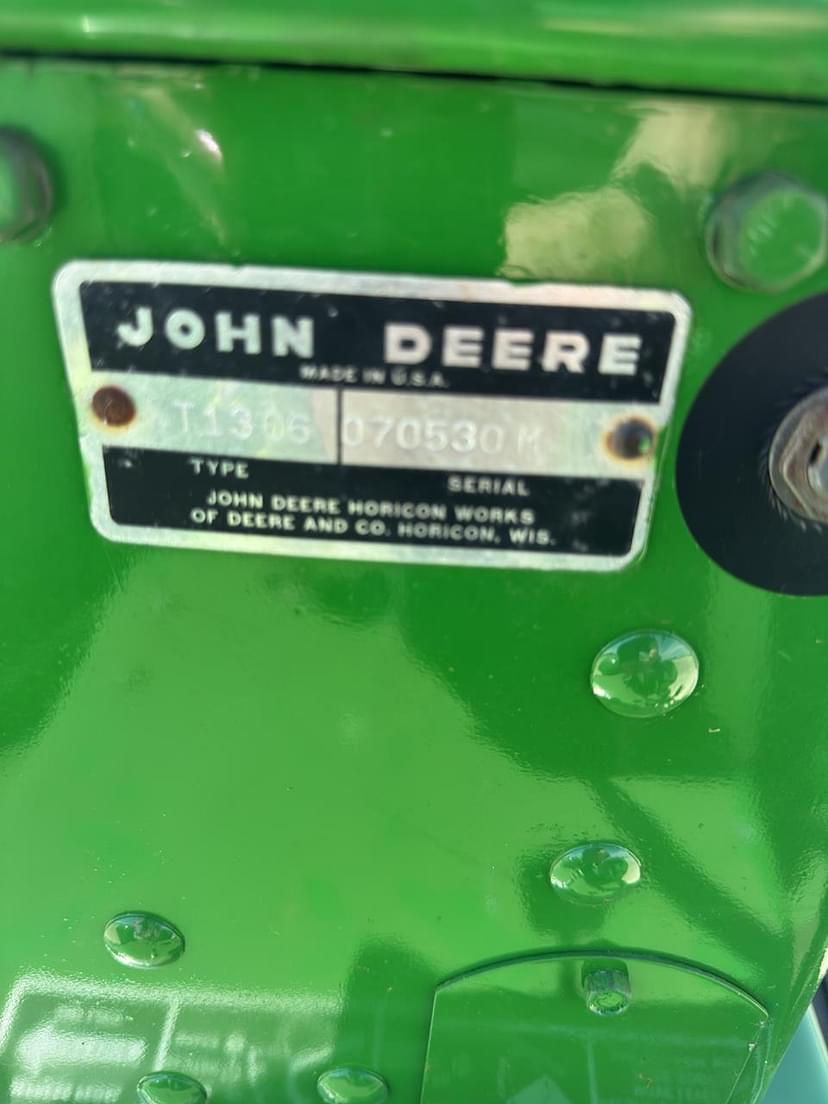 JOHN DEERE
MADE IN U.S.A.
T1306 070530M
TYPE SERIAL
JOHN DEERE HORICON WORKS
OF DEERE AND CO. HORICON, WIS.